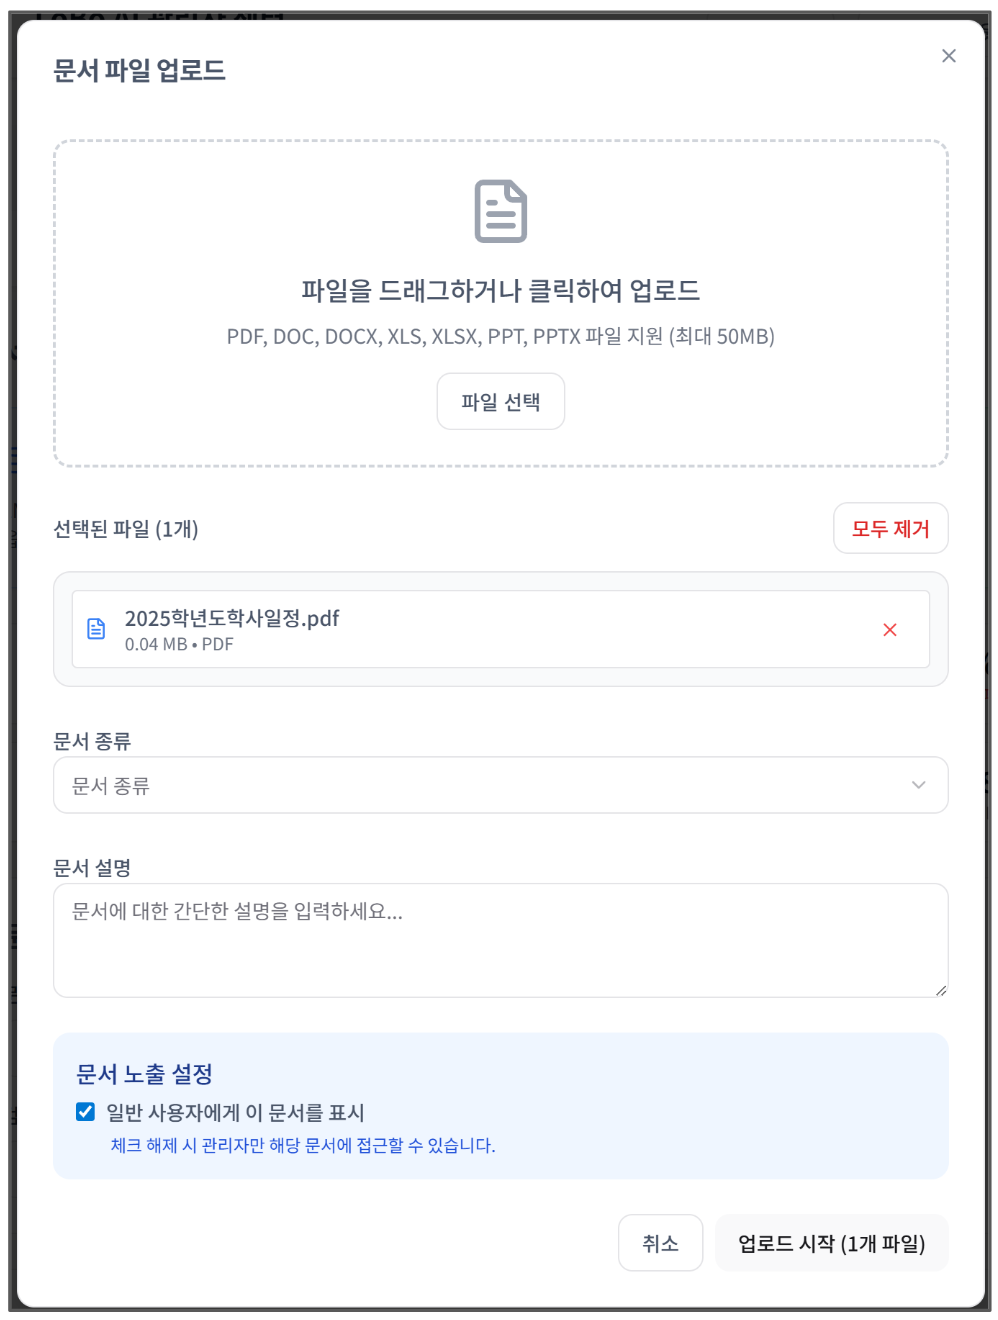 문서 파일 업로드
파일을 드래그하거나 클릭하여 업로드
PDF, DOC, DOCX, XLS, XLSX, PPT, PPTX 파일 지원 (최대 50MB)
파일 선택
선택된 파일 (1개)
모두 제거
2025학년도학사일정.pdf
0.04 MB • PDF
문서 종류
문서 종류
문서 설명
문서에 대한 간단한 설명을 입력하세요...
문서 노출 설정
일반 사용자에게 이 문서를 표시
체크 해제 시 관리자만 해당 문서에 접근할 수 있습니다.
취소
업로드 시작 (1개 파일)